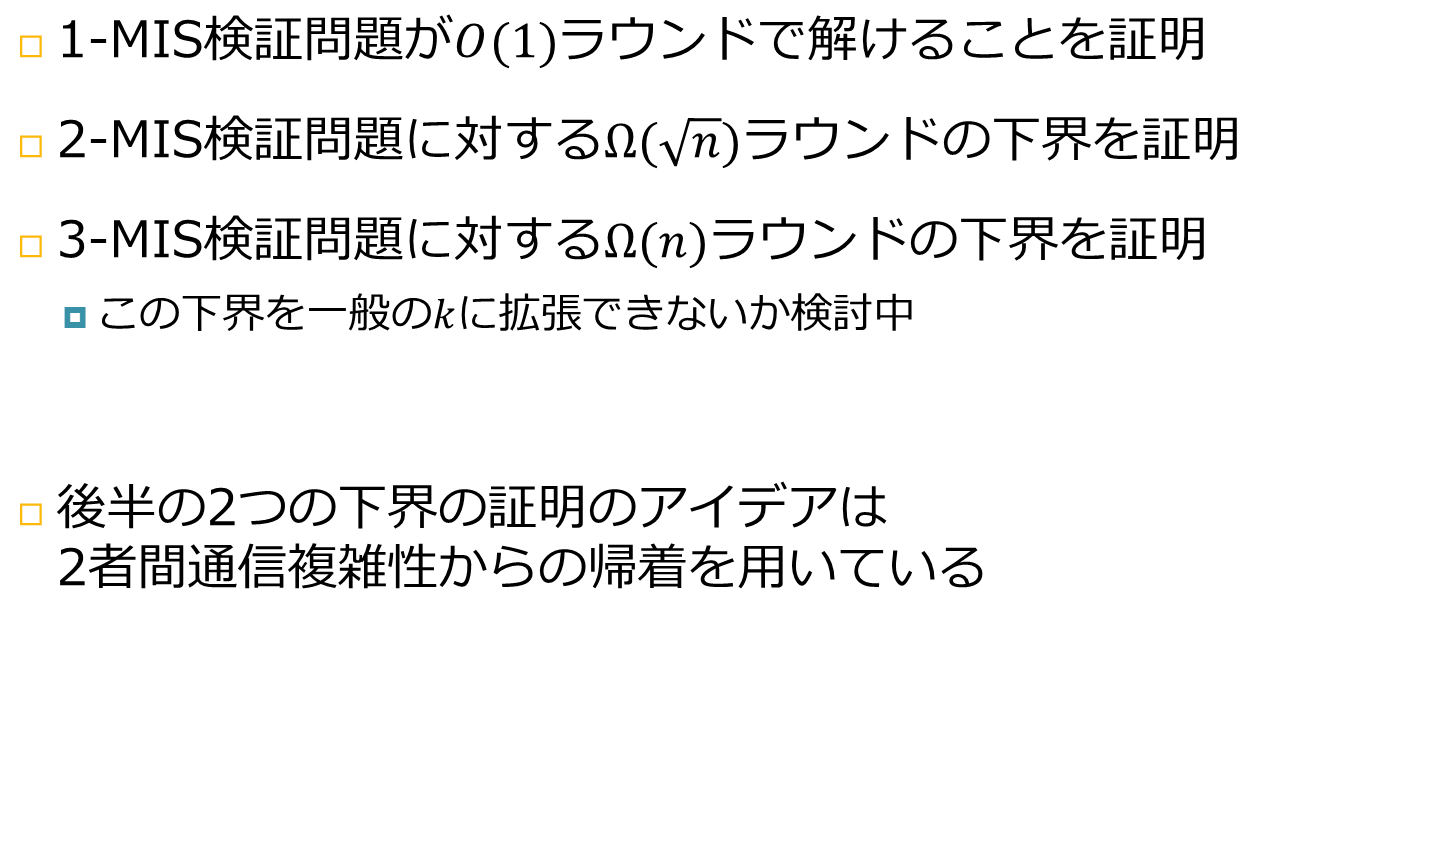 1-MIS検証問題がO(1)ラウンドで解けることを証明
2-MIS検証問題に対するΩ(√n)ラウンドの下界を証明
3-MIS検証問題に対するΩ(n)ラウンドの下界を証明
この下界を一般のkに拡張できないか検討中
後半の2つの下界の証明のアイデアは
2者間通信複雑性からの帰着を用いている